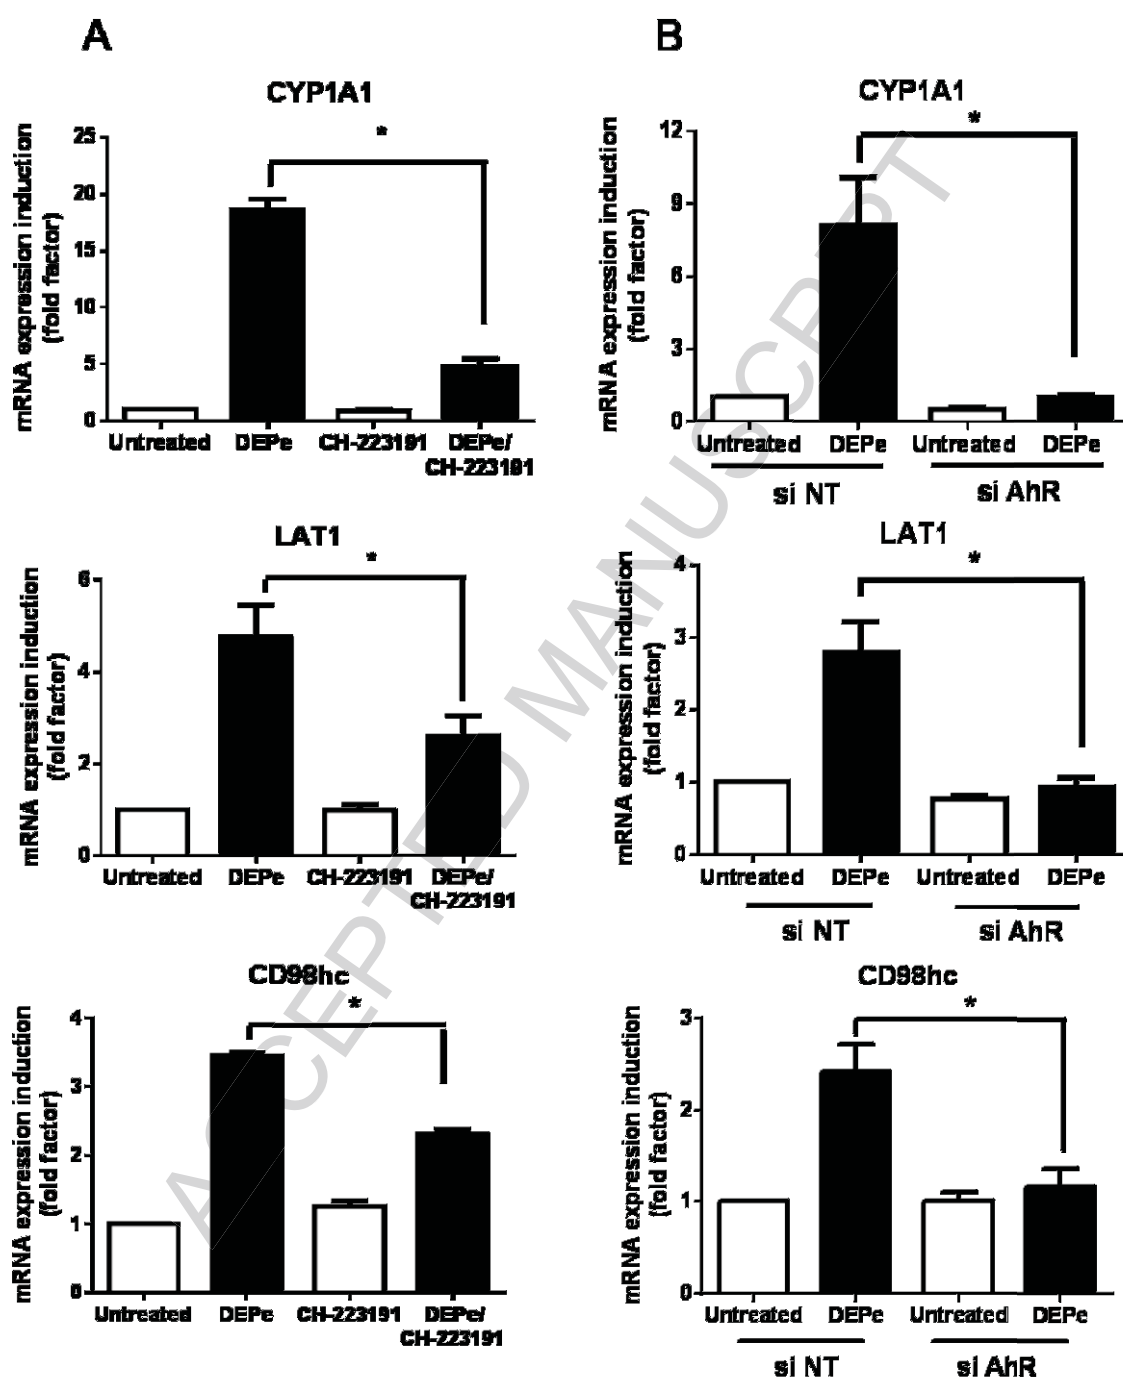 A
CYP1A1
*
mRNA expression induction
(fold factor)
25
20
15
10
5
0
Untreated
DEPe
CH-223191
DEPe/
CH-223191
LAT1
*
mRNA expression induction
(fold factor)
6
4
2
0
Untreated
DEPe
CH-223191
DEPe/
CH-223191
CD98hc
*
mRNA expression induction
(fold factor)
4
3
2
1
0
Untreated
DEPe
CH-223191
DEPe/
CH-223191
B
CYP1A1
*
mRNA expression induction
(fold factor)
12
9
6
3
0
Untreated
DEPe
Untreated
DEPe
si NT
si AhR
LAT1
*
mRNA expression induction
(fold factor)
4
3
2
1
0
Untreated
DEPe
Untreated
DEPe
si NT
si AhR
CD98hc
*
mRNA expression induction
(fold factor)
3
2
1
0
Untreated
DEPe
Untreated
DEPe
si NT
si AhR
ACCEPTED MANUSCRIPT